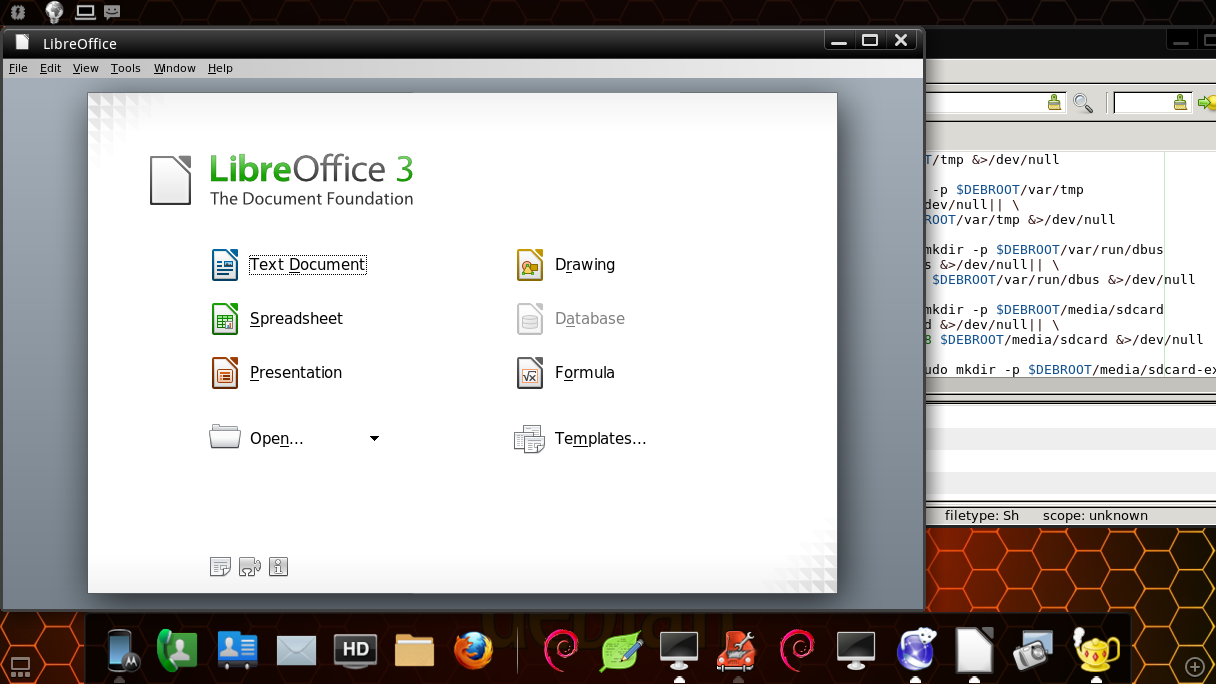 LibreOffice
File Edit View Tools Window Help
LibreOffice 3
The Document Foundation
Text Document
Drawing
Spreadsheet
Database
Presentation
Formula
Open...
Templates...
T/tmp &>/dev/null
-p $DEBROOT/var/tmp
dev/null|| \
ROOT/var/tmp &>/dev/null
mkdir -p $DEBROOT/var/run/dbus
s &>/dev/null|| \
$DEBROOT/var/run/dbus &>/dev/null
mkdir -p $DEBROOT/media/sdcard
d &>/dev/null|| \
8 $DEBROOT/media/sdcard &>/dev/null
udo mkdir -p $DEBROOT/media/sdcard-ex
filetype: Sh scope: unknown
debian
HD